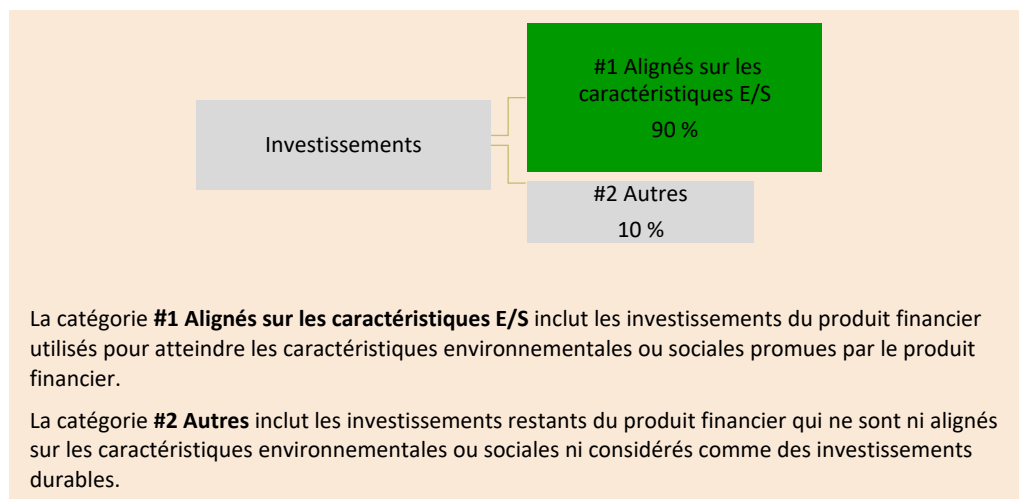 #1 Alignés sur les
caractéristiques E/S
90 %
Investissements
#2 Autres
10 %
La catégorie #1 Alignés sur les caractéristiques E/S inclut les investissements du produit financier
utilisés pour atteindre les caractéristiques environnementales ou sociales promues par le produit
financier.
La catégorie #2 Autres inclut les investissements restants du produit financier qui ne sont ni alignés
sur les caractéristiques environnementales ou sociales ni considérés comme des investissements
durables.